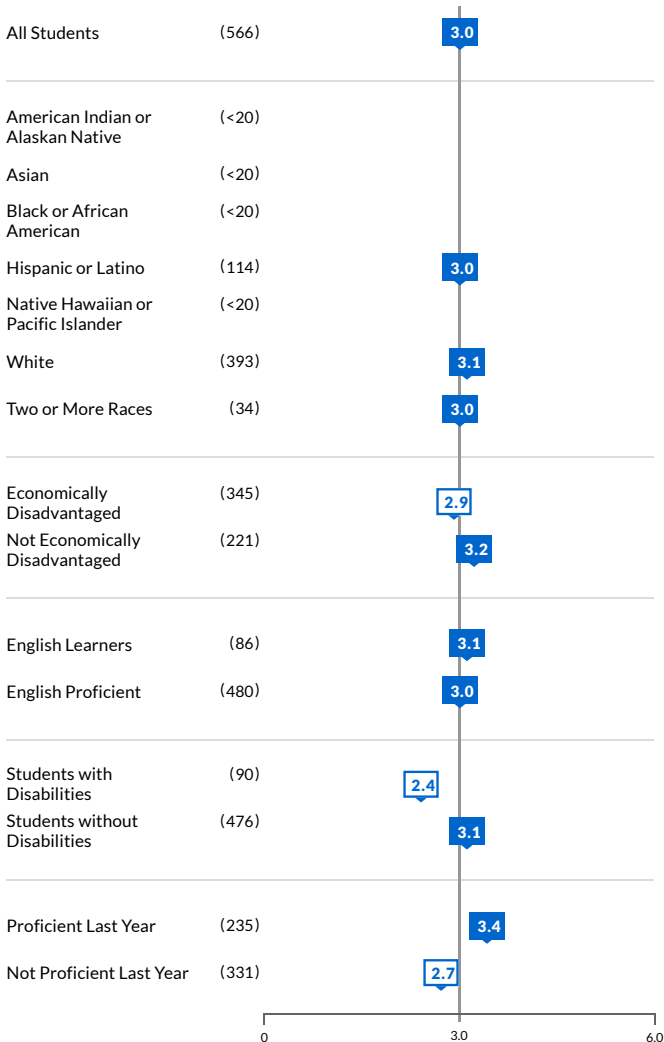 All Students (566) 3.0
American Indian or (<20)
Alaskan Native
Asian (<20)
Black or African (<20)
American
Hispanic or Latino (114) 3.0
Native Hawaiian or (<20)
Pacific Islander
White (393) 3.1
Two or More Races (34) 3.0
Economically (345) 2.9
Disadvantaged
Not Economically (221) 3.2
Disadvantaged
English Learners (86) 3.1
English Proficient (480) 3.0
Students with (90) 2.4
Disabilities
Students without (476) 3.1
Disabilities
Proficient Last Year (235) 3.4
Not Proficient Last Year (331) 2.7
0 3.0 6.0